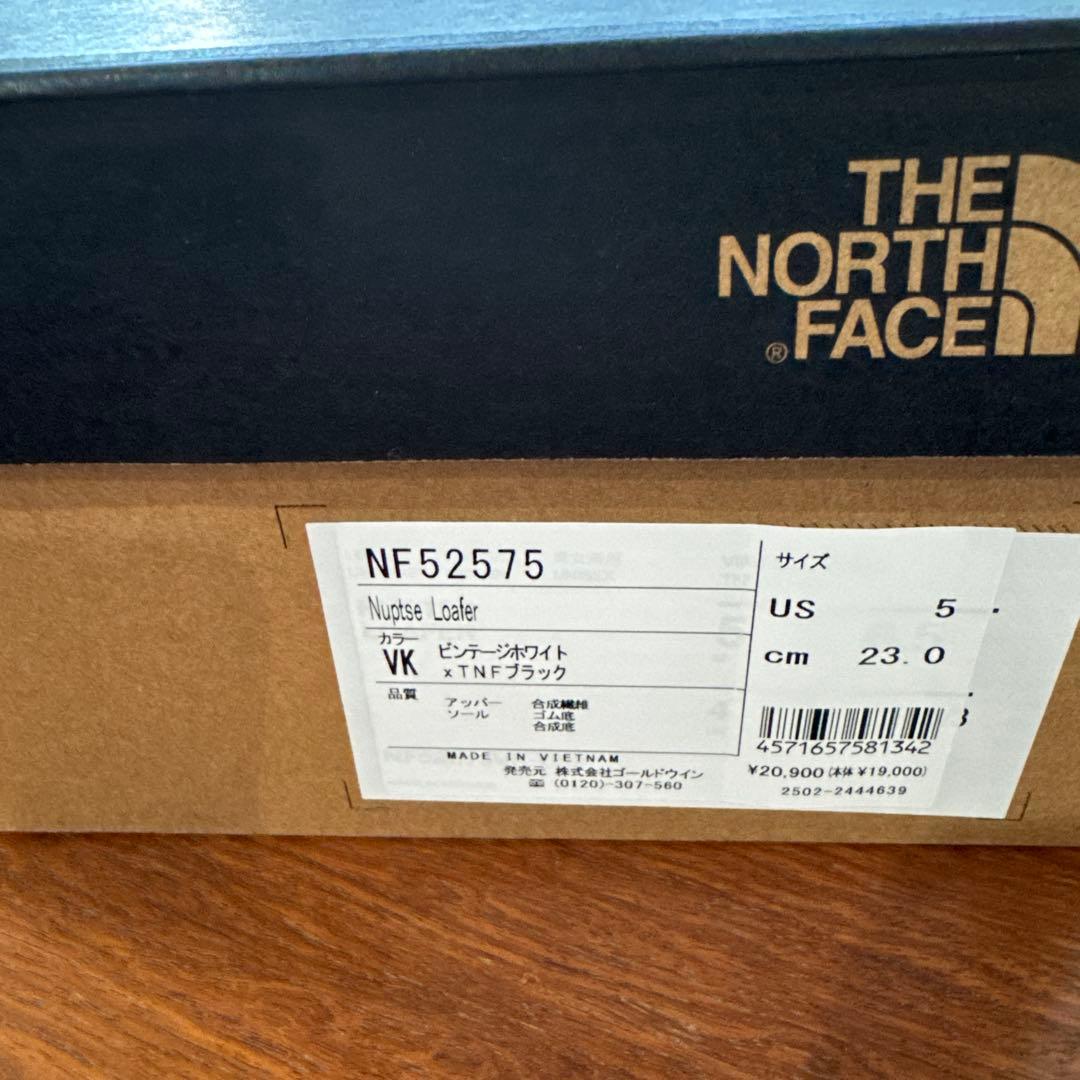 THE
NORTH
FACE
®
NF52575
Nuptse Loafer
カラー
VK ビンテージホワイト
xTNFブラック
品質
アッパー 合成繊維
ソール ゴム底
合成底
MADE IN VIETNAM
発売元 株式会社ゴールドウイン
☎ (0120)-307-560
サイズ
US 5
cm 23.0
4571657581342
¥20,900 (本体 ¥19,000)
2502-2444639